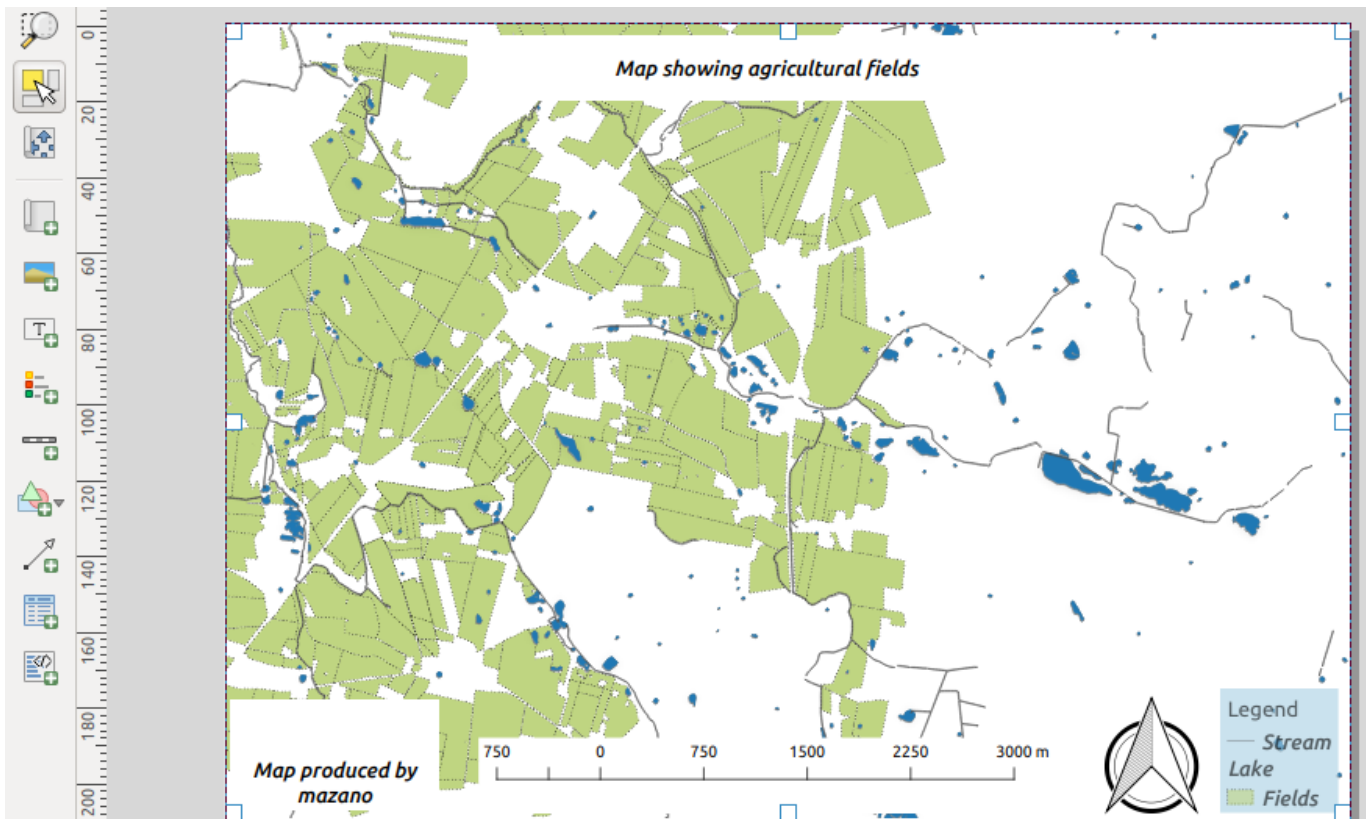 Map showing agricultural fields
0
20
40
60
80
100
120
140
160
180
200
T
750 0 750 1500 2250 3000 m
Map produced by
mazano
Legend
Stream
Lake
Fields